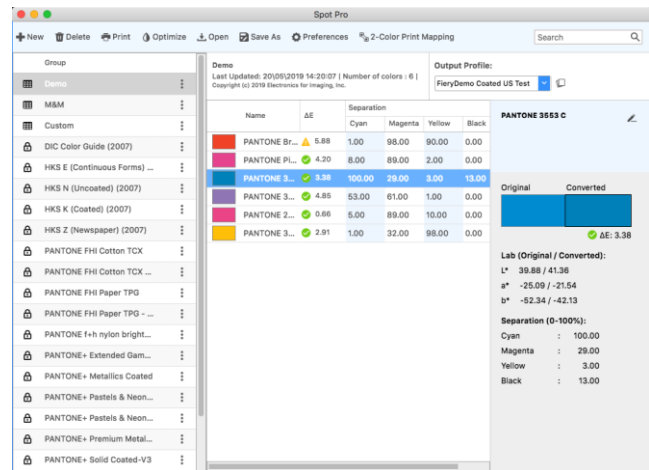 Spot Pro
New Delete Print Optimize Open Save As Preferences 2-Color Print Mapping Search
Group
Demo
M&M
Custom
DIC Color Guide (2007)
HKS E (Continuous Forms) ...
HKS N (Uncoated) (2007)
HKS K (Coated) (2007)
HKS Z (Newspaper) (2007)
PANTONE FHI Cotton TCX
PANTONE FHI Cotton TCX ...
PANTONE FHI Paper TPG
PANTONE FHI Paper TPG - ...
PANTONE f+h nylon bright...
PANTONE+ Extended Gam...
PANTONE+ Metallics Coated
PANTONE+ Pastels & Neon...
PANTONE+ Pastels & Neon...
PANTONE+ Premium Metal...
PANTONE+ Solid Coated-V3
Demo
Last Updated: 20\05\2019 14:20:07 | Number of colors : 6 |
Copyright (c) 2019 Electronics for Imaging, Inc.
Output Profile:
FieryDemo Coated US Test
Name ΔE Separation
Cyan Magenta Yellow Black
PANTONE Br... 5.88 1.00 98.00 90.00 0.00
PANTONE Pi... 4.20 8.00 89.00 2.00 0.00
PANTONE 3... 3.38 100.00 29.00 3.00 13.00
PANTONE 3... 4.85 53.00 61.00 1.00 0.00
PANTONE 2... 0.66 5.00 89.00 10.00 0.00
PANTONE 3... 2.91 1.00 32.00 98.00 0.00
PANTONE 3553 C
Original Converted
ΔE: 3.38
Lab (Original / Converted):
L* 39.88 / 41.36
a* -25.09 / -21.54
b* -52.34 / -42.13
Separation (0-100%):
Cyan : 100.00
Magenta : 29.00
Yellow : 3.00
Black : 13.00